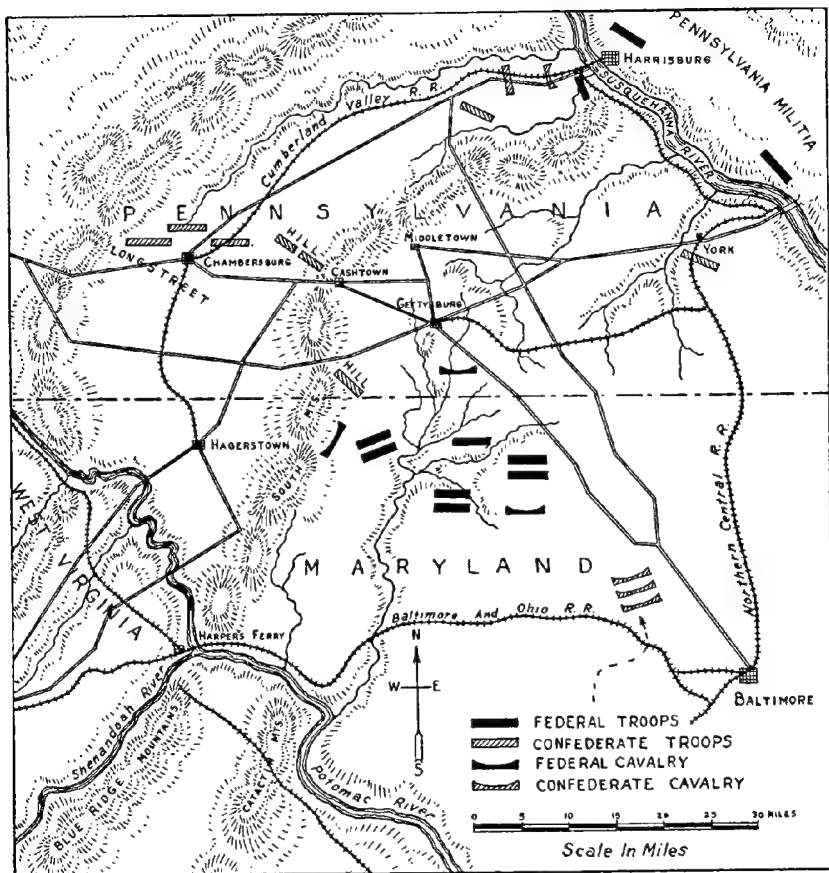 PENNSYLVANIA MILITIA
HARRISBURG
SUSQUEHANNA RIVER
Cumberland Valley R. R.
PENNSYLVANIA
LONGSTREET
CHAMBERSBURG
HILL
CASHTOWN
MIDDLETOWN
YORK
GETTYSBURG
HILL
HAGERSTOWN
SOUTH MTS.
WEST VIRGINIA
Northern Central R. R.
MARYLAND
HARPERS FERRY
Baltimore And Ohio R. R.
BALTIMORE
Shenandoah River
BLUE RIDGE MOUNTAINS
MTS
Potomac River
N
W E
S
FEDERAL TROOPS
CONFEDERATE TROOPS
FEDERAL CAVALRY
CONFEDERATE CAVALRY
0 5 10 15 20 25 30 MILES
Scale In Miles